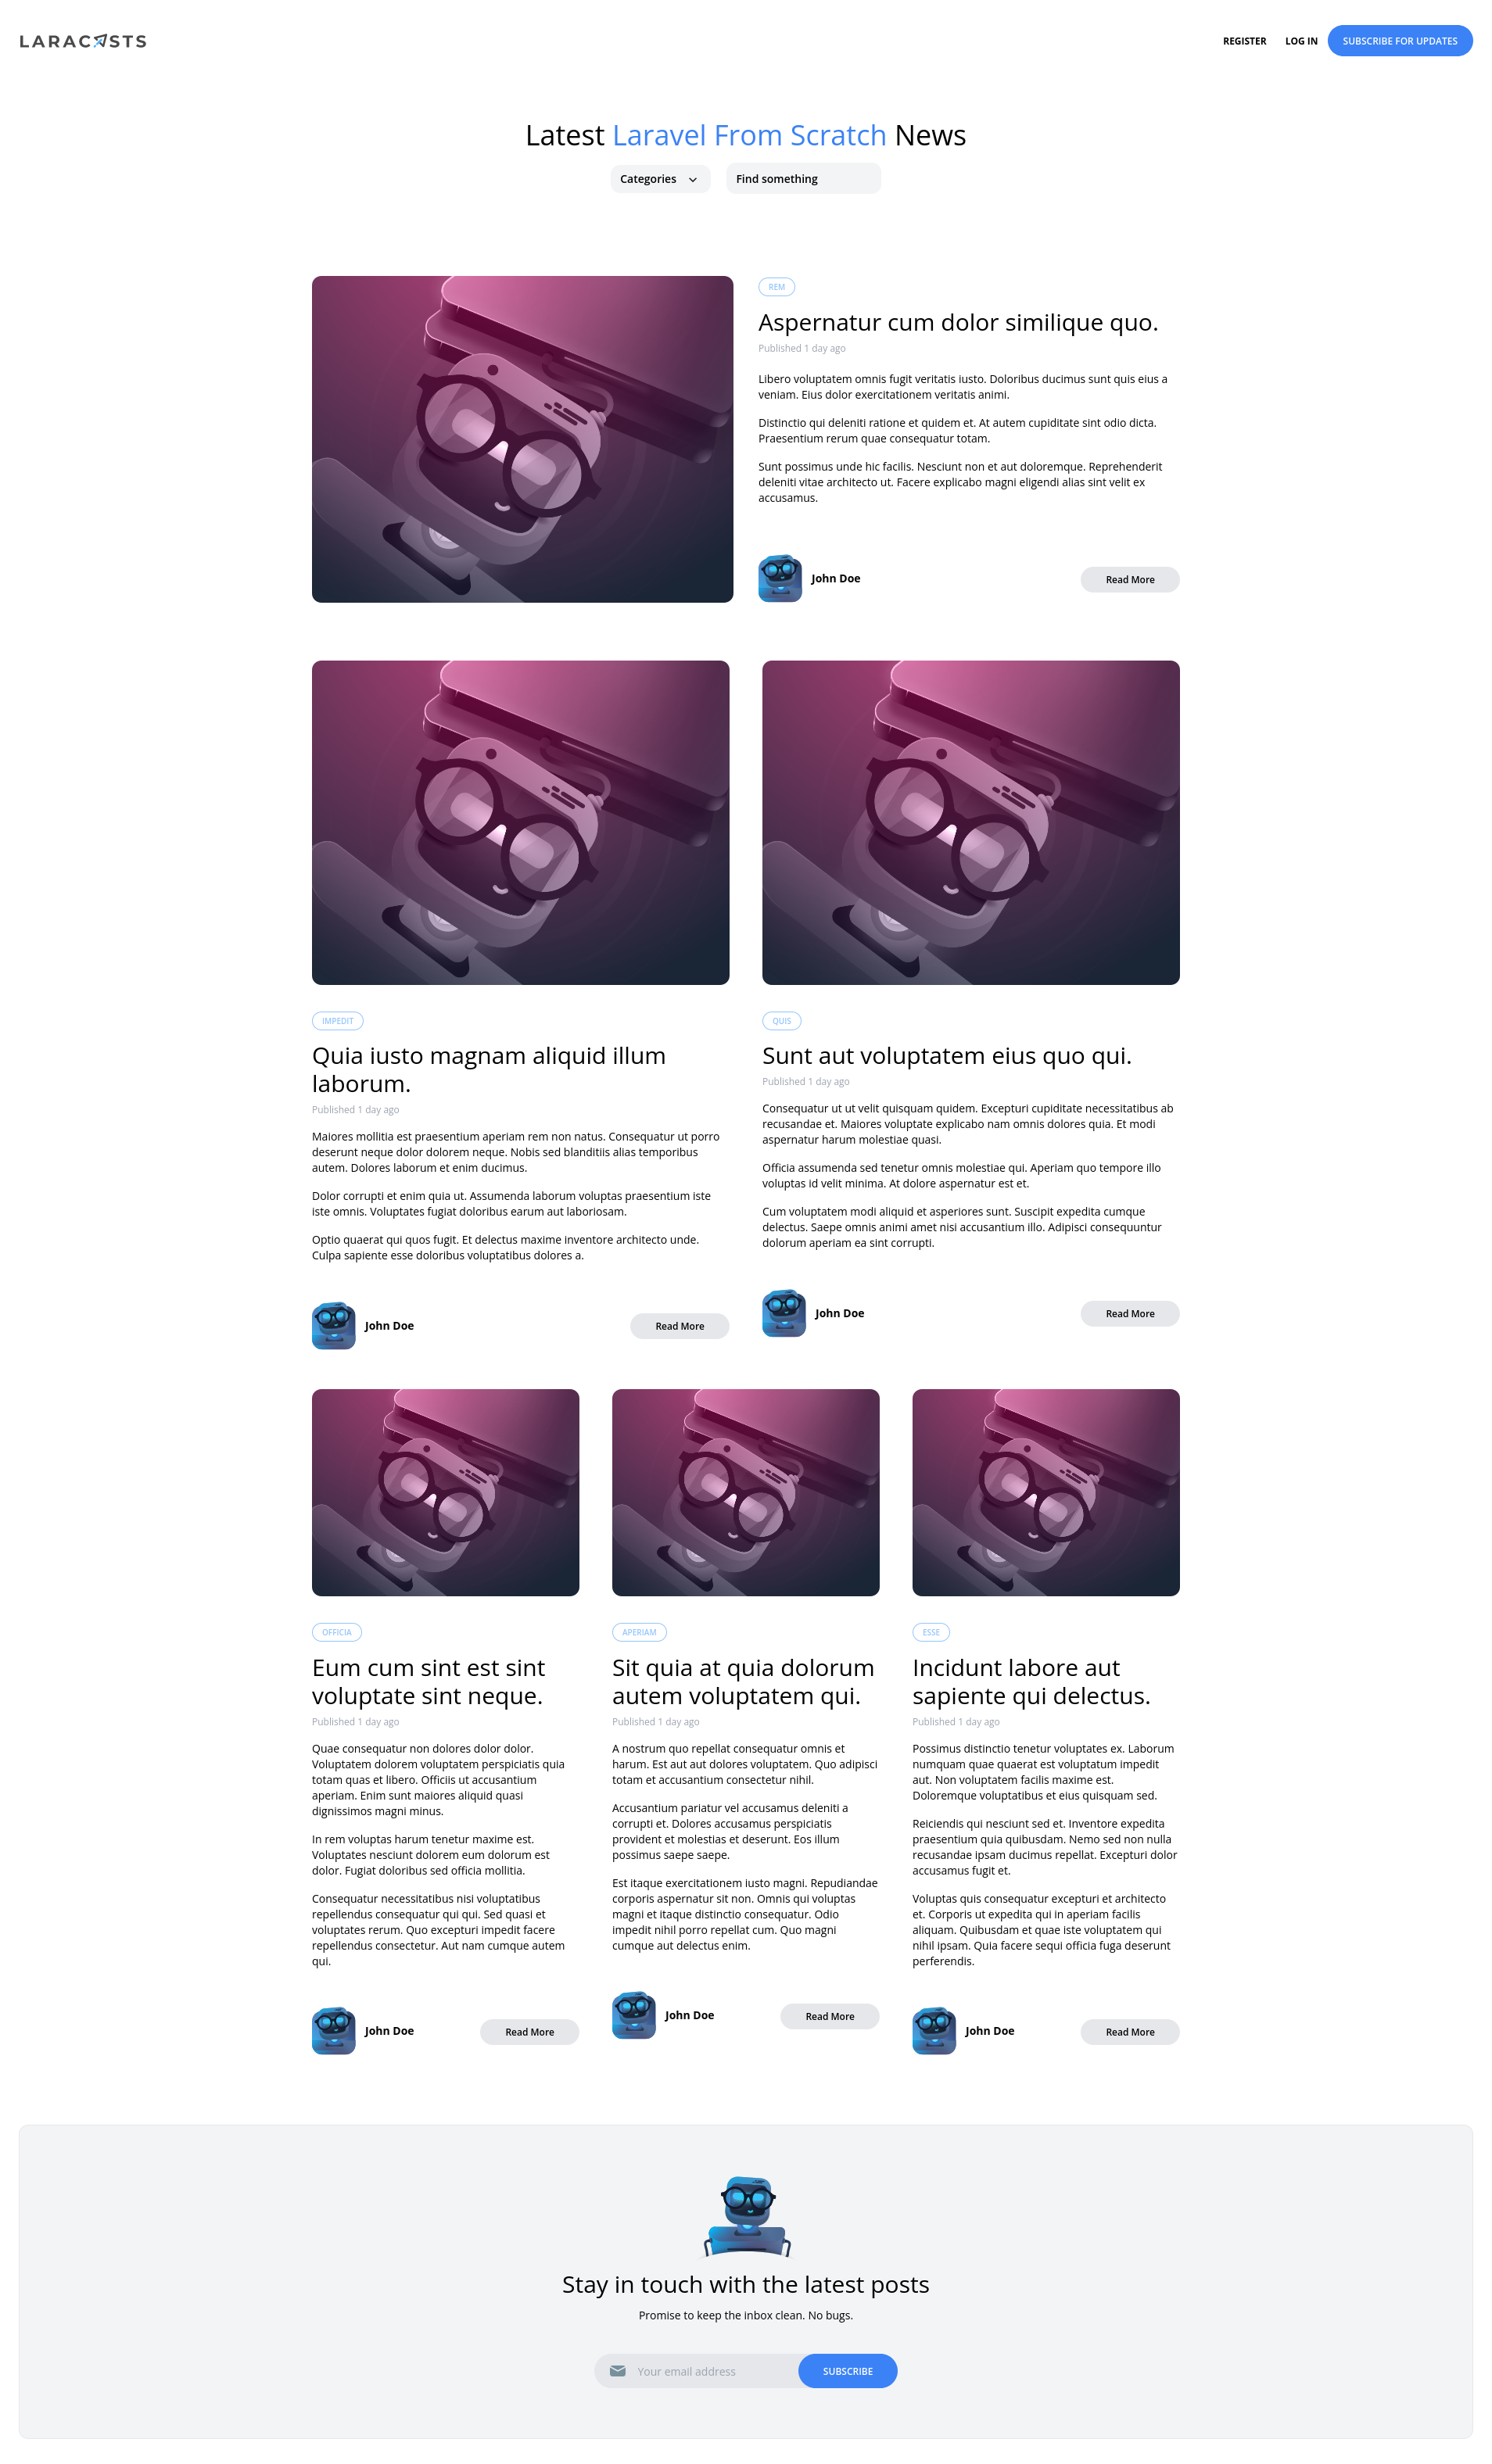 LARACASTS
REGISTER LOG IN SUBSCRIBE FOR UPDATES
Latest Laravel From Scratch News
Categories Find something
REM
Aspernatur cum dolor similique quo.
Published 1 day ago
Libero voluptatem omnis fugit veritatis iusto. Doloribus ducimus sunt quis eius a
veniam. Eius dolor exercitationem veritatis animi.
Distinctio qui deleniti ratione et quidem et. At autem cupiditate sint odio dicta.
Praesentium rerum quae consequatur totam.
Sunt possimus unde hic facilis. Nesciunt non et aut doloremque. Reprehenderit
deleniti vitae architecto ut. Facere explicabo magni eligendi alias sint velit ex
accusamus.
John Doe
Read More
IMPEDIT
Quia iusto magnam aliquid illum
laborum.
Published 1 day ago
Maiores mollitia est praesentium aperiam rem non natus. Consequatur ut porro
deserunt neque dolor dolorem neque. Nobis sed blanditiis alias temporibus
autem. Dolores laborum et enim ducimus.
Dolor corrupti et enim quia ut. Assumenda laborum voluptas praesentium iste
iste omnis. Voluptates fugiat doloribus earum aut laboriosam.
Optio quaerat qui quos fugit. Et delectus maxime inventore architecto unde.
Culpa sapiente esse doloribus voluptatibus dolores a.
John Doe
Read More
QUIS
Sunt aut voluptatem eius quo qui.
Published 1 day ago
Consequatur ut ut velit quisquam quidem. Excepturi cupiditate necessitatibus ab
recusandae et. Maiores voluptate explicabo nam omnis dolores quia. Et modi
aspernatur harum molestiae quasi.
Officia assumenda sed tenetur omnis molestiae qui. Aperiam quo tempore illo
voluptas id velit minima. At dolore aspernatur est et.
Cum voluptatem modi aliquid et asperiores sunt. Suscipit expedita cumque
delectus. Saepe omnis animi amet nisi accusantium illo. Adipisci consequuntur
dolorum aperiam ea sint corrupti.
John Doe
Read More
OFFICIA
Eum cum sint est sint
voluptate sint neque.
Published 1 day ago
Quae consequatur non dolores dolor dolor.
Voluptatem dolorem voluptatem perspiciatis quia
totam quas et libero. Officiis ut accusantium
aperiam. Enim sunt maiores aliquid quasi
dignissimos magni minus.
In rem voluptas harum tenetur maxime est.
Voluptates nesciunt dolorem eum dolorum est
dolor. Fugiat doloribus sed officia mollitia.
Consequatur necessitatibus nisi voluptatibus
repellendus consequatur qui qui. Sed quasi et
voluptates rerum. Quo excepturi impedit facere
repellendus consectetur. Aut nam cumque autem
qui.
John Doe
Read More
APERIAM
Sit quia at quia dolorum
autem voluptatem qui.
Published 1 day ago
A nostrum quo repellat consequatur omnis et
harum. Est aut aut dolores voluptatem. Quo adipisci
totam et accusantium consectetur nihil.
Accusantium pariatur vel accusamus deleniti a
corrupti et. Dolores accusamus perspiciatis
provident et molestias et deserunt. Eos illum
possimus saepe saepe.
Est itaque exercitationem iusto magni. Repudiandae
corporis aspernatur sit non. Omnis qui voluptas
magni et itaque distinctio consequatur. Odio
impedit nihil porro repellat cum. Quo magni
cumque aut delectus enim.
John Doe
Read More
ESSE
Incidunt labore aut
sapiente qui delectus.
Published 1 day ago
Possimus distinctio tenetur voluptates ex. Laborum
numquam quae quaerat est voluptatum impedit
aut. Non voluptatem facilis maxime est.
Doloremque voluptatibus et eius quisquam sed.
Reiciendis qui nesciunt sed et. Inventore expedita
praesentium quia quibusdam. Nemo sed non nulla
recusandae ipsam ducimus repellat. Excepturi dolor
accusamus fugit et.
Voluptas quis consequatur excepturi et architecto
et. Corporis ut expedita qui in aperiam facilis
aliquam. Quibusdam et quae iste voluptatem qui
nihil ipsam. Quia facere sequi officia fuga deserunt
perferendis.
John Doe
Read More
Stay in touch with the latest posts
Promise to keep the inbox clean. No bugs.
Your email address SUBSCRIBE